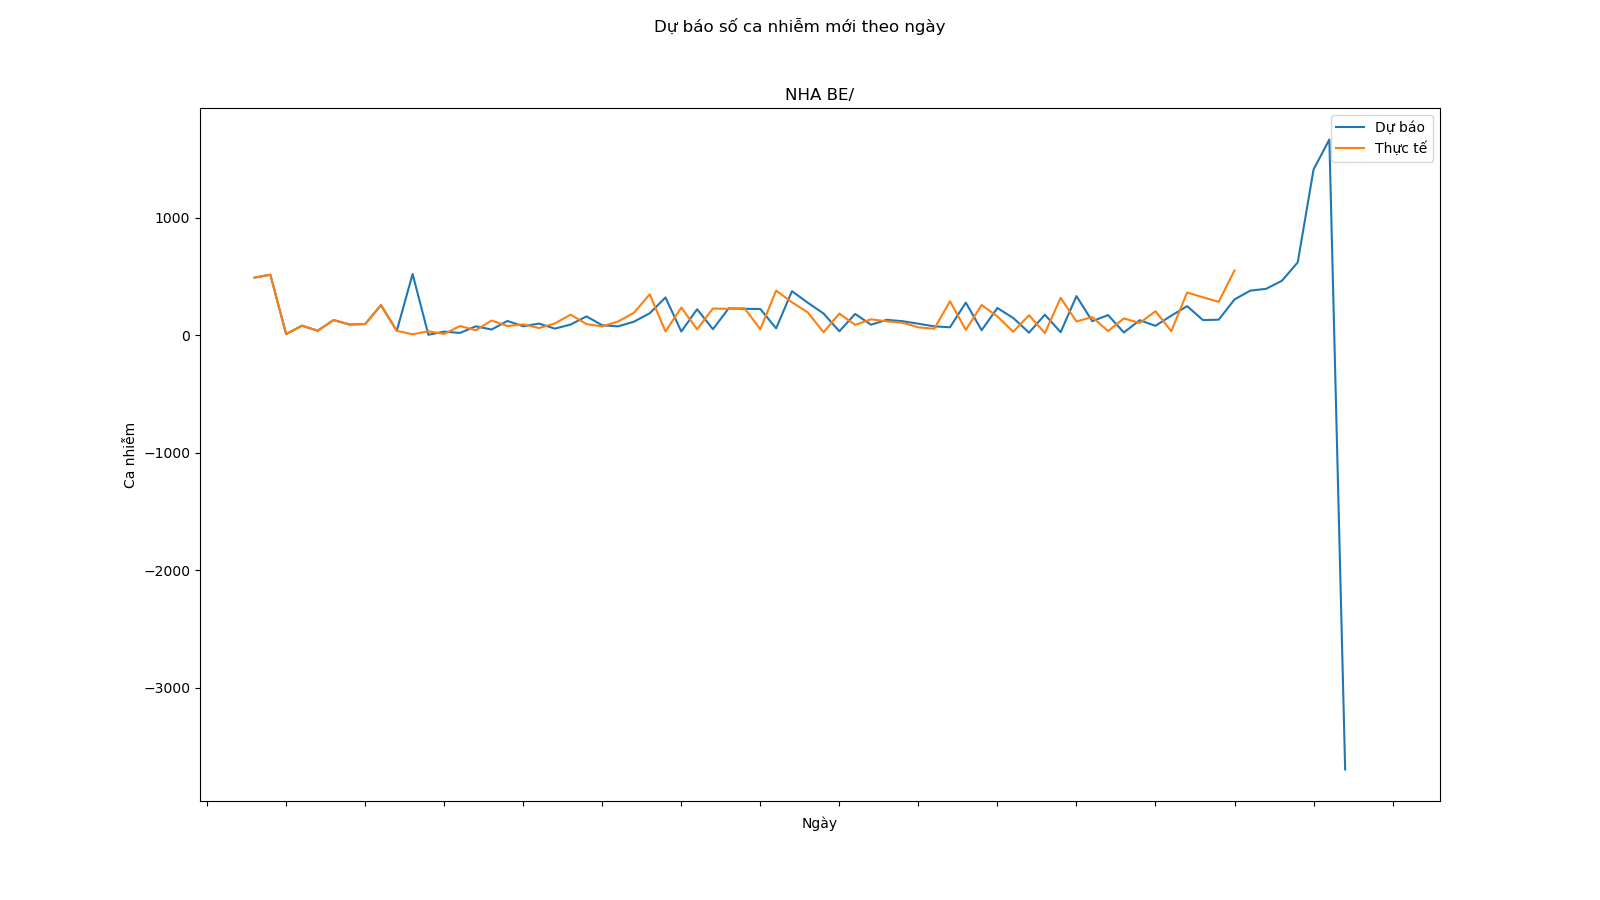 Dự báo số ca nhiễm mới theo ngày
NHA BE/
Dự báo
Thực tế
1000
0
−1000
−2000
−3000
Ca nhiễm
Ngày